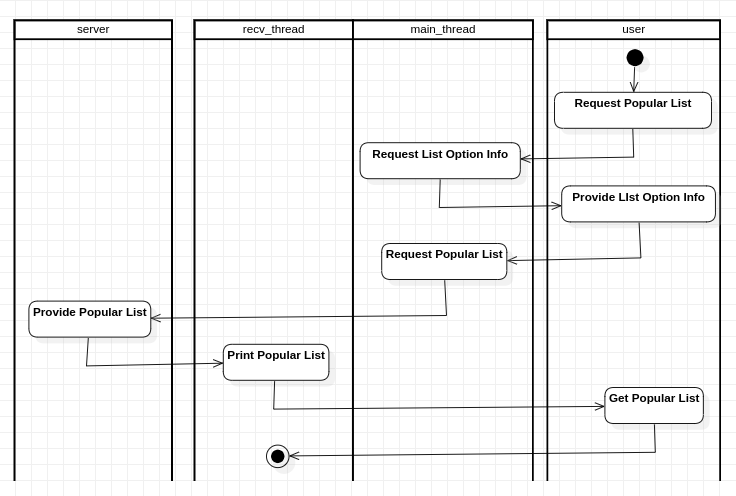 server
recv_thread
main_thread
user
Request Popular List
Request List Option Info
Provide LIst Option Info
Request Popular List
Provide Popular List
Print Popular List
Get Popular List